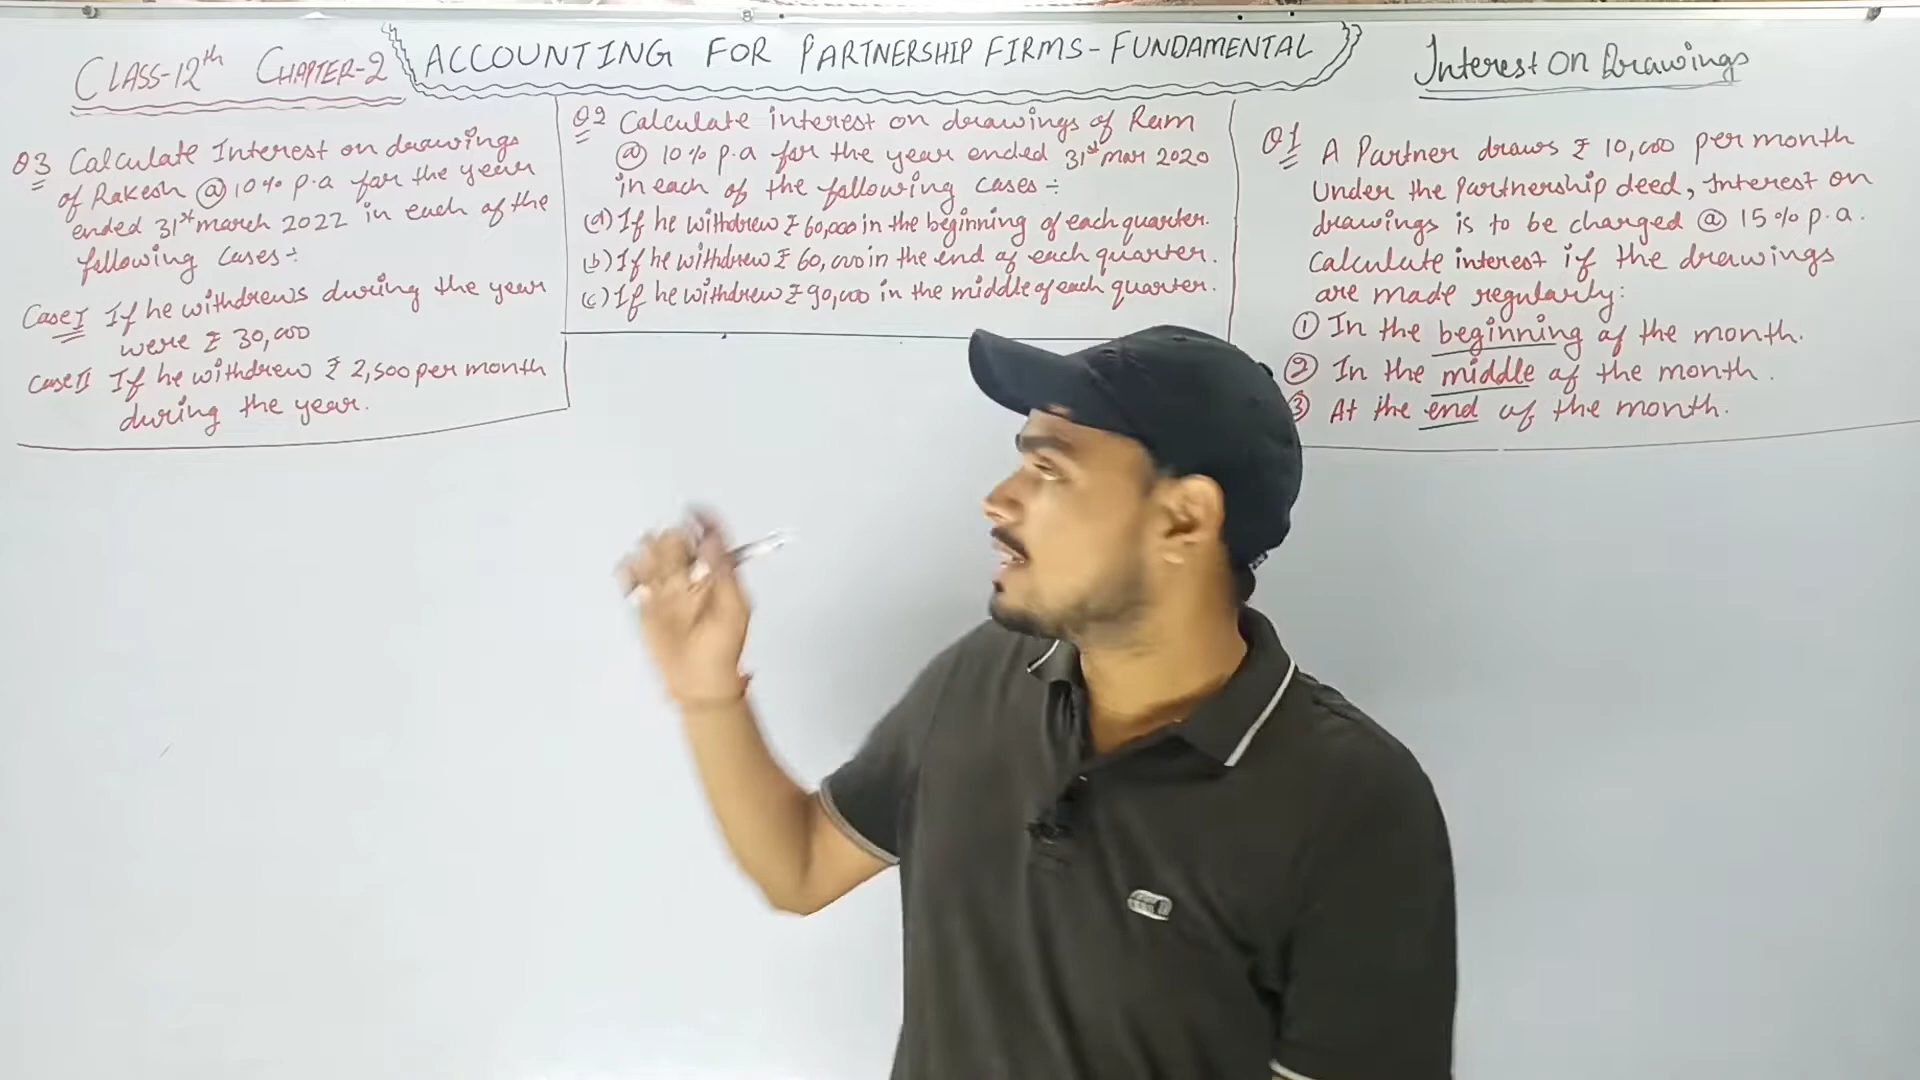 CLASS-12th CHAPTER-2
ACCOUNTING FOR PARTNERSHIP FIRMS-FUNDAMENTAL
Interest On Drawings
Q3 Calculate Interest on drawings
of Rakesh @ 10% p.a for the year
ended 31st march 2022 in each of the
following cases:-
Case I If he withdrews during the year
were ₹ 30,000
Case II If he withdrew ₹ 2,500 per month
during the year.
Q2 Calculate interest on drawings of Ram
@ 10% p.a for the year ended 31st mar 2020
in each of the following cases:-
(a) If he withdrew ₹ 60,000 in the beginning of each quarter.
(b) If he withdrew ₹ 60,000 in the end of each quarter.
(c) If he withdrew ₹ 90,000 in the middle of each quarter.
Q1 A Partner draws ₹ 10,000 per month
Under the partnership deed, Interest on
drawings is to be charged @ 15% p.a.
Calculate interest if the drawings
are made regularly:
① In the beginning of the month.
② In the middle of the month.
③ At the end of the month.